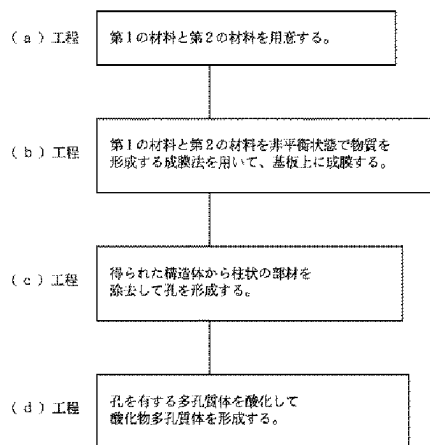 (a)工程 第1の材料と第2の材料を用意する。
(b)工程 第1の材料と第2の材料を非平衡状態で物質を
形成する成膜法を用いて、基板上に成膜する。
(c)工程 得られた構造体から柱状の部材を
除去して孔を形成する。
(d)工程 孔を有する多孔質体を酸化して
酸化物多孔質体を形成する。